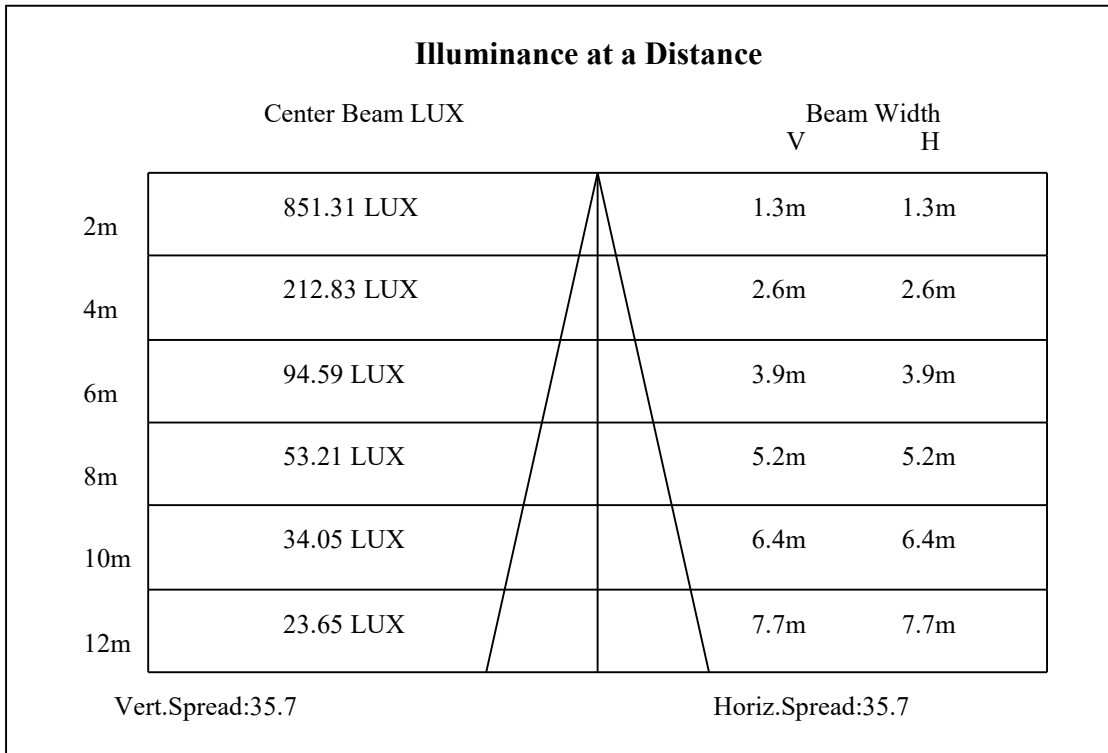 Illuminance at a Distance
Center Beam LUX Beam Width
V H
2m 851.31 LUX 1.3m 1.3m
4m 212.83 LUX 2.6m 2.6m
6m 94.59 LUX 3.9m 3.9m
8m 53.21 LUX 5.2m 5.2m
10m 34.05 LUX 6.4m 6.4m
12m 23.65 LUX 7.7m 7.7m
Vert.Spread:35.7 Horiz.Spread:35.7